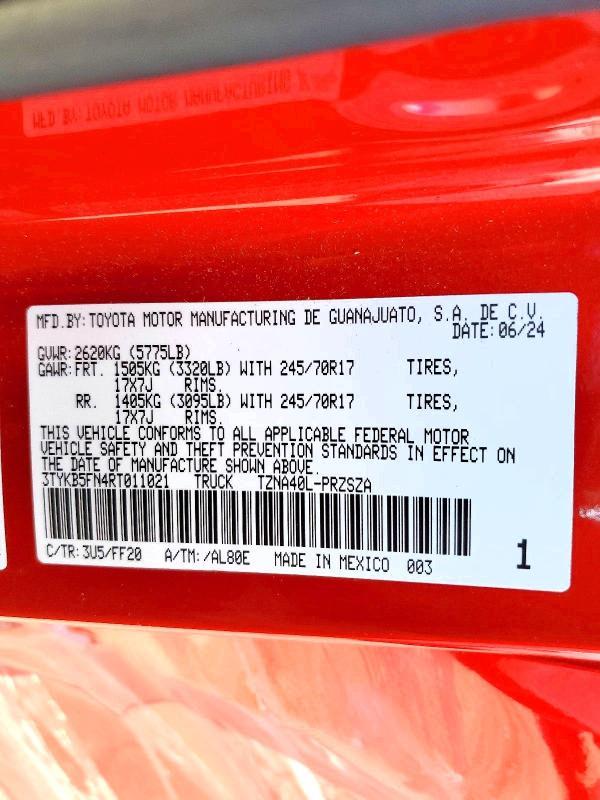 MFD.BY:TOYOTA MOTOR MANUFACTURING DE GUANAJUATO, S.A. DE C.V.
DATE:06/24
GVWR:2620KG (5775LB)
GAWR:FRT. 1505KG (3320LB) WITH 245/70R17 TIRES,
17X7J RIMS.
RR. 1405KG (3095LB) WITH 245/70R17 TIRES,
17X7J RIMS.
THIS VEHICLE CONFORMS TO ALL APPLICABLE FEDERAL MOTOR
VEHICLE SAFETY AND THEFT PREVENTION STANDARDS IN EFFECT ON
THE DATE OF MANUFACTURE SHOWN ABOVE.
3TYKB5FN4RT011021 TRUCK TZNA40L-PRZSZA
C/TR:3U5/FF20 A/TM:/AL80E MADE IN MEXICO 003 1